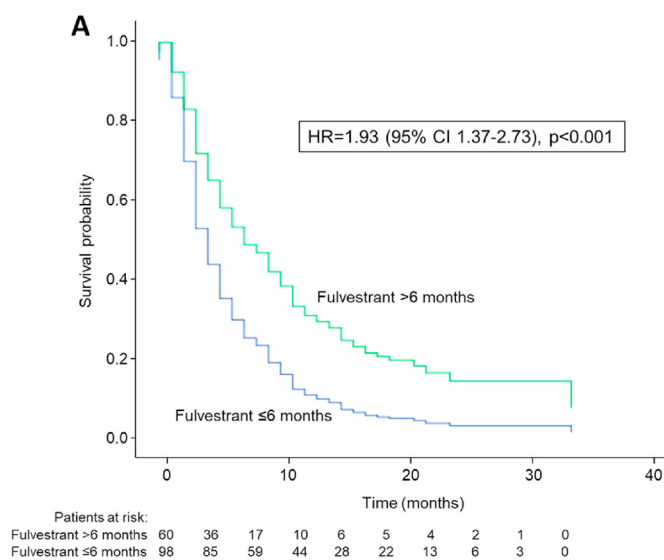 A
1.0
HR=1.93 (95% CI 1.37-2.73), p<0.001
0.8
0.6
Survival probability
0.4
Fulvestrant >6 months
0.2
Fulvestrant ≤6 months
0.0
0 10 20 30 40
Time (months)
Patients at risk:
Fulvestrant >6 months 60 36 17 10 6 5 4 2 1 0
Fulvestrant ≤6 months 98 85 59 44 28 22 13 6 3 0